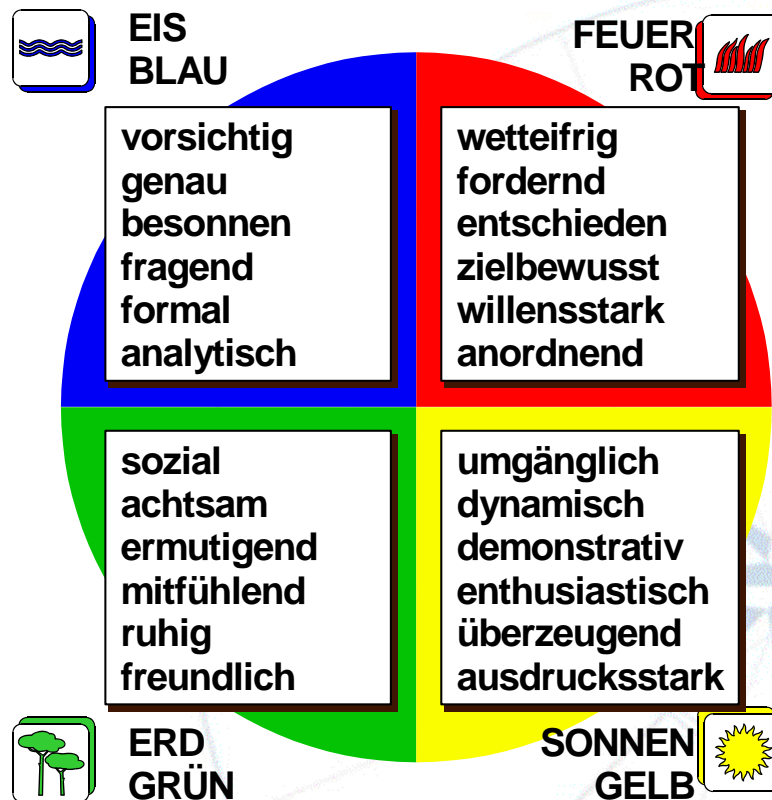 EIS
BLAU
FEUER
ROT
vorsichtig
genau
besonnen
fragend
formal
analytisch
wetteifrig
fordernd
entschieden
zielbewusst
willensstark
anordnend
sozial
achtsam
ermutigend
mitfühlend
ruhig
freundlich
umgänglich
dynamisch
demonstrativ
enthusiastisch
überzeugend
ausdrucksstark
ERD
GRÜN
SONNEN
GELB